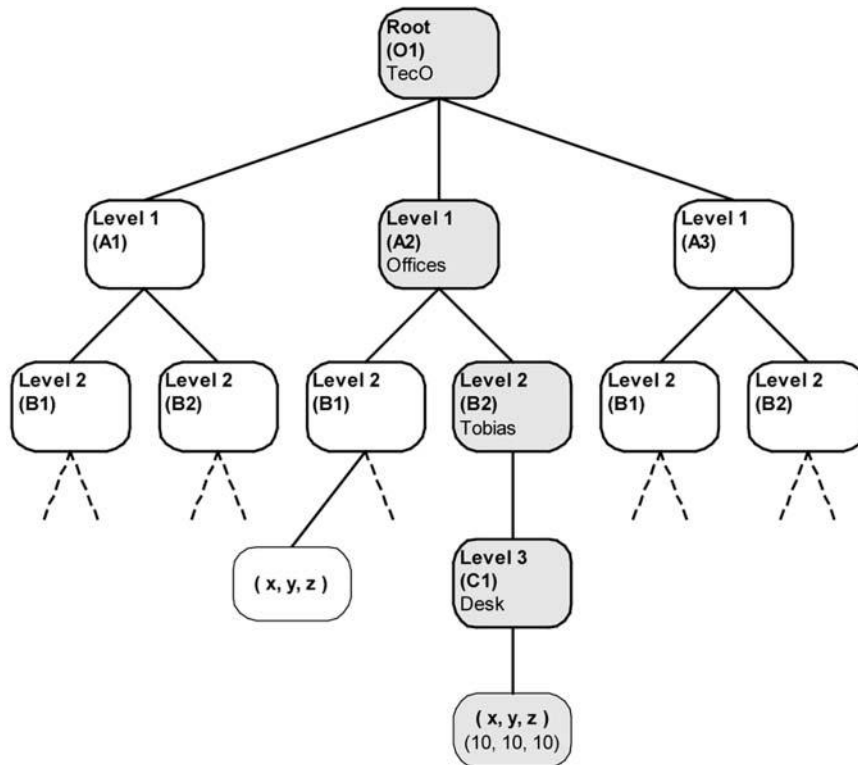 Root
(O1)
TecO
Level 1
(A1)
Level 1
(A2)
Offices
Level 1
(A3)
Level 2
(B1)
Level 2
(B2)
Level 2
(B1)
Level 2
(B2)
Tobias
Level 2
(B1)
Level 2
(B2)
( x, y, z )
Level 3
(C1)
Desk
( x, y, z )
(10, 10, 10)